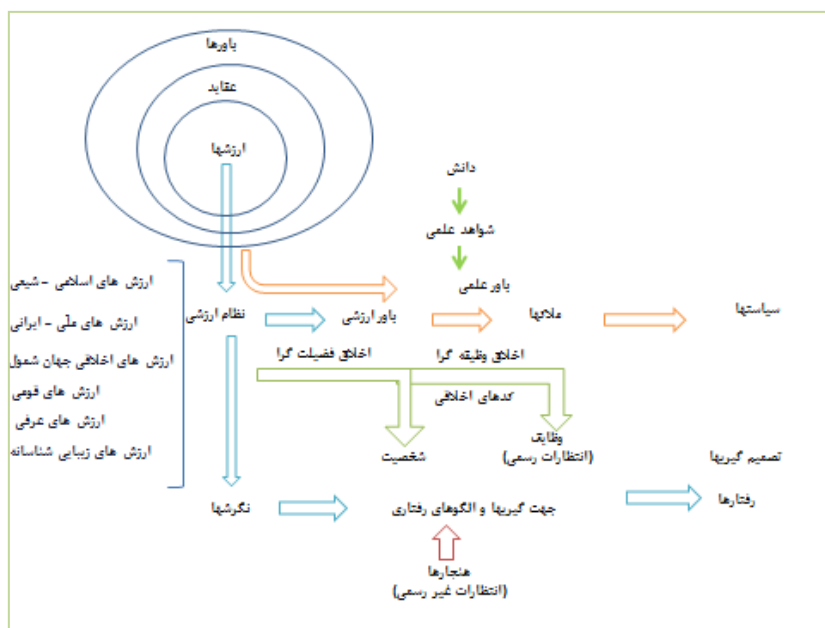 باورها
عقاید
ارزشها
دانش
شواهد علمی
باور علمی
ارزش های اسلامی - شیعی
ارزش های ملّی - ایرانی
ارزش های اخلاقی جهان شمول
ارزش های قومی
ارزش های عرفی
ارزش های زیبایی شناسانه
نظام ارزشی
باور ارزشی
ملاکها
سیاستها
اخلاق فضیلت گرا
اخلاق وظیفه گرا
کدهای اخلاقی
شخصیت
وظایف
(انتظارات رسمی)
تصمیم گیریها
نگرشها
جهت گیریها و الگوهای رفتاری
رفتارها
هنجارها
(انتظارات غیر رسمی)